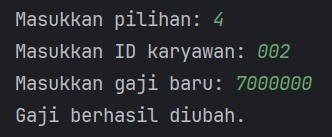 Masukkan pilihan: 4
Masukkan ID karyawan: 002
Masukkan gaji baru: 7000000
Gaji berhasil diubah.